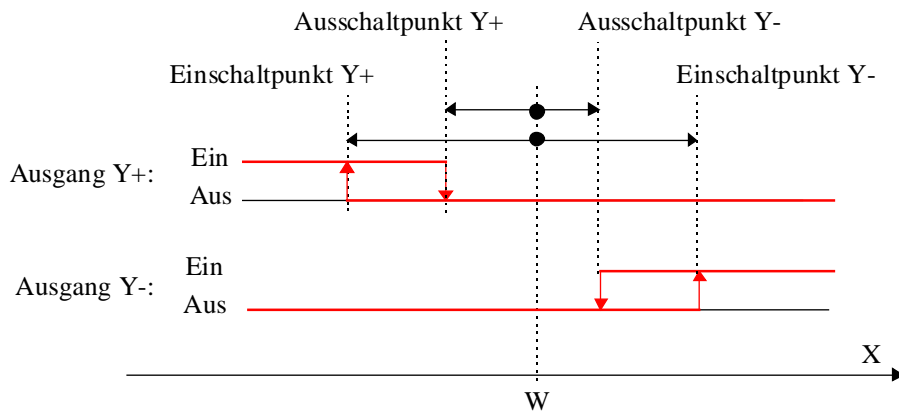 Ausschaltpunkt Y+
Ausschaltpunkt Y-
Einschaltpunkt Y+
Einschaltpunkt Y-
Ausgang Y+:
Ein
Aus
Ausgang Y-:
Ein
Aus
X
W